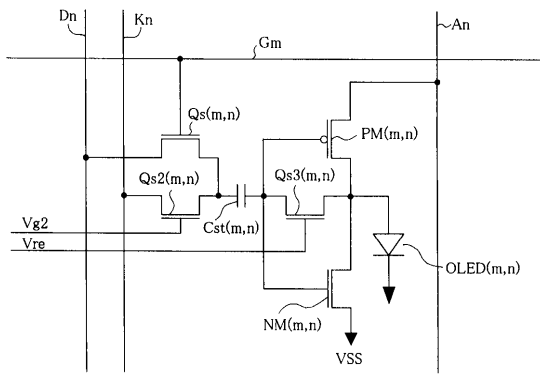 Dn
Kn
An
Gm
Qs(m,n)
PM(m,n)
Qs2(m,n)
Qs3(m,n)
Vg2
Cst(m,n)
Vre
OLED(m,n)
NM(m,n)
VSS